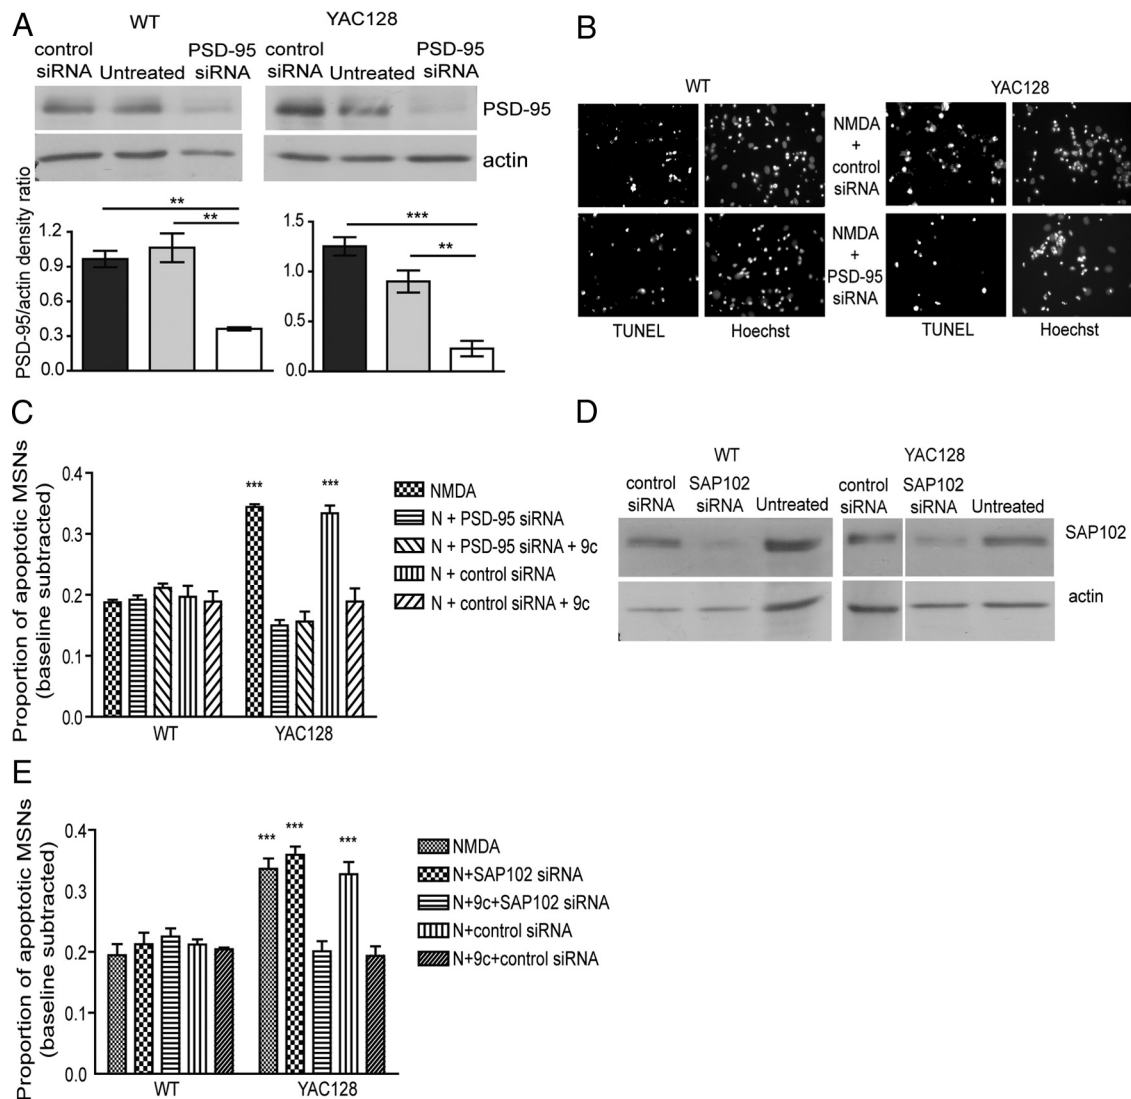 A
WT
YAC128
control siRNA
Untreated
PSD-95 siRNA
control siRNA
Untreated
PSD-95 siRNA
PSD-95
actin
PSD-95/actin density ratio
**
**
1.2
0.9
0.6
0.3
0.0
***
**
1.5
1.0
0.5
0.0
B
WT
YAC128
NMDA
+
control
siRNA
NMDA
+
PSD-95
siRNA
TUNEL
Hoechst
TUNEL
Hoechst
C
Proportion of apoptotic MSNs
(baseline subtracted)
0.4
0.3
0.2
0.1
0.0
***
***
WT
YAC128
NMDA
N + PSD-95 siRNA
N + PSD-95 siRNA + 9c
N + control siRNA
N + control siRNA + 9c
D
WT
YAC128
control siRNA
SAP102 siRNA
Untreated
control siRNA
SAP102 siRNA
Untreated
SAP102
actin
E
Proportion of apoptotic MSNs
(baseline subtracted)
0.4
0.3
0.2
0.1
0.0
***
***
***
WT
YAC128
NMDA
N+SAP102 siRNA
N+9c+SAP102 siRNA
N+control siRNA
N+9c+control siRNA